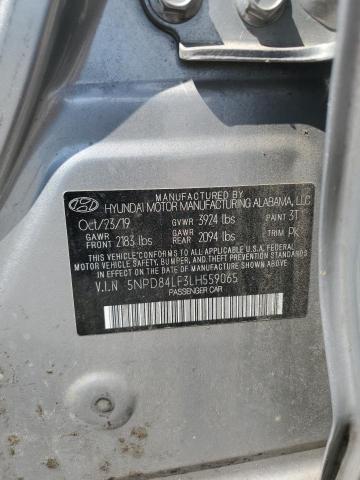 MANUFACTURED BY
HYUNDAI MOTOR MANUFACTURING ALABAMA, LLC
Oct/23/19 GVWR 3924 lbs PAINT 3T
GAWR FRONT 2183 lbs GAWR REAR 2094 lbs TRIM PK
THIS VEHICLE CONFORMS TO ALL APPLICABLE U.S.A. FEDERAL
MOTOR VEHICLE SAFETY, BUMPER, AND THEFT PREVENTION
STANDARDS IN EFFECT ON THE DATE OF MANUFACTURE SHOWN ABOVE.
V.I.N 5NPD84LF3LH559065
PASSENGER CAR